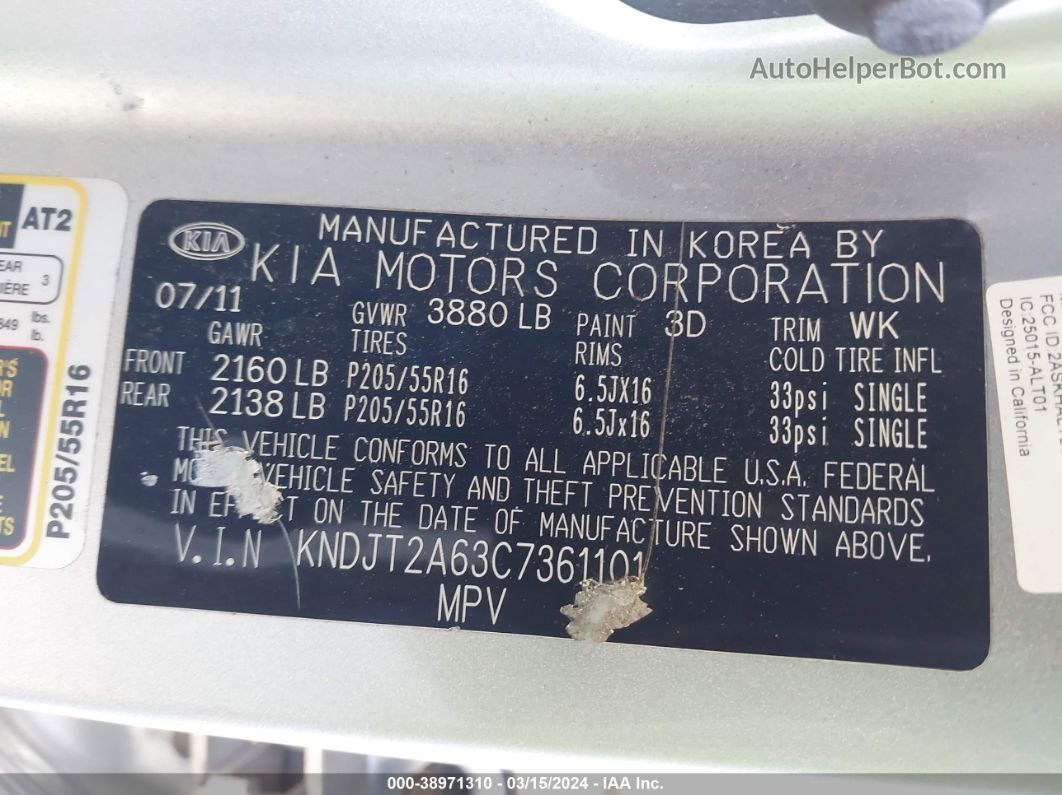 AutoHelperBot.com
AT2
EAR
IÈRE 3
849 lbs.
lb.
P205/55R16
KIA
MANUFACTURED IN KOREA BY
KIA MOTORS CORPORATION
07/11 GVWR 3880 LB PAINT 3D TRIM WK
GAWR TIRES RIMS COLD TIRE INFL
FRONT 2160 LB P205/55R16 6.5JX16 33psi SINGLE
REAR 2138 LB P205/55R16 6.5Jx16 33psi SINGLE
THIS VEHICLE CONFORMS TO ALL APPLICABLE U.S.A. FEDERAL
VEHICLE SAFETY AND THEFT PREVENTION STANDARDS
IN ON THE DATE OF MANUFACTURE SHOWN ABOVE.
V.I.N KNDJT2A63C7361101
MPV
IC:25015-ALT01
Designed in California
000-38971310 - 03/15/2024 - IAA Inc.